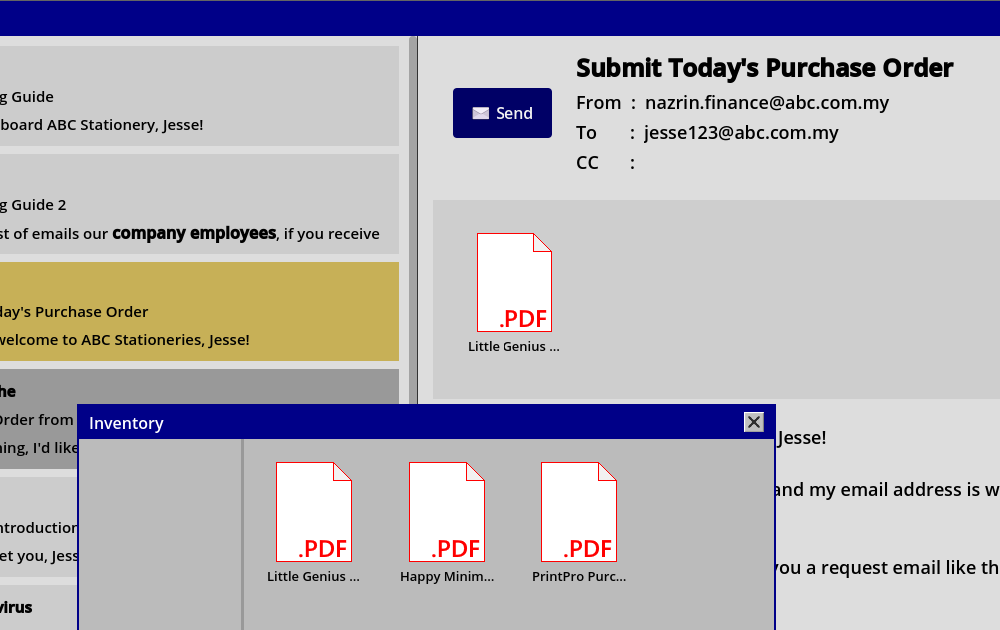 g Guide
board ABC Stationery, Jesse!
g Guide 2
st of emails our company employees, if you receive
day's Purchase Order
welcome to ABC Stationeries, Jesse!
he
Order from
ning, I'd like
ntroduction
et you, Jess
virus
Submit Today's Purchase Order
Send
From : nazrin.finance@abc.com.my
To : jesse123@abc.com.my
CC :
.PDF
Little Genius ...
Jesse!
and my email address is w
you a request email like th
Inventory
.PDF .PDF .PDF
Little Genius ... Happy Minim... PrintPro Purc...